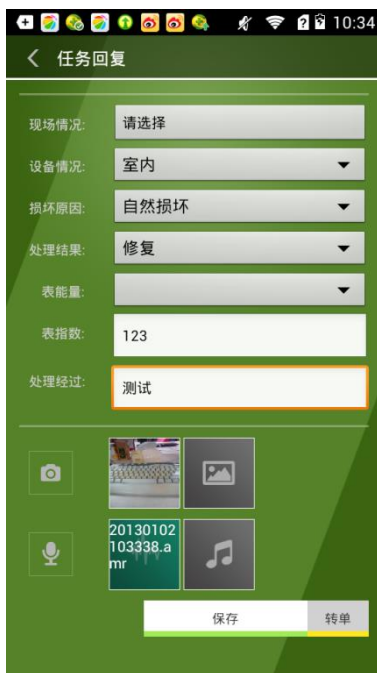 10:34
任务回复
现场情况: 请选择
设备情况: 室内
损坏原因: 自然损坏
处理结果: 修复
表能量:
表指数: 123
处理经过: 测试
20130102
103338.a
mr
保存 转单